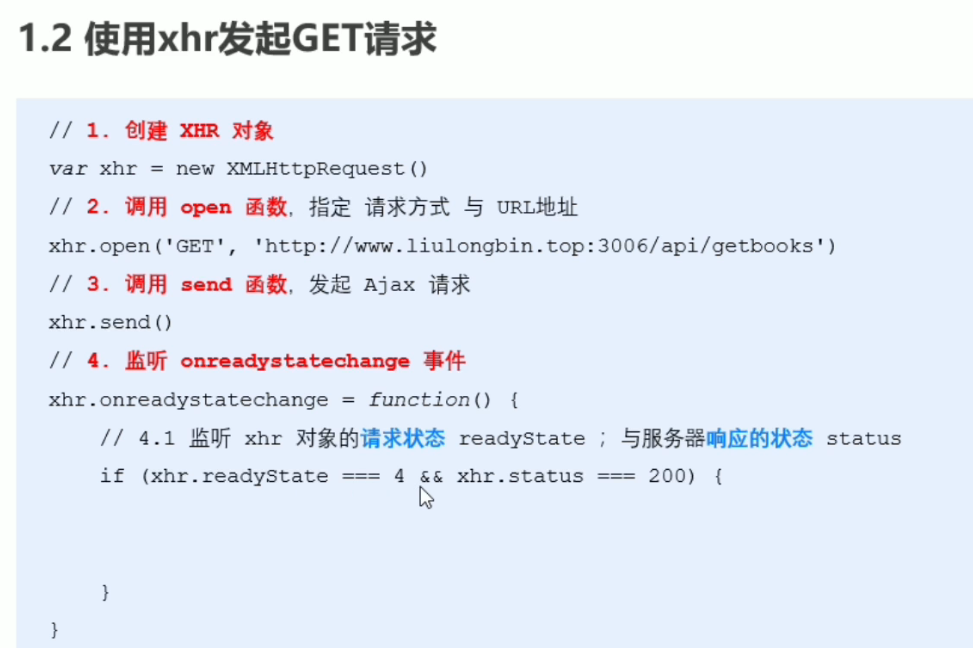 1.2 使用xhr发起GET请求
// 1. 创建 XHR 对象
var xhr = new XMLHttpRequest()
// 2. 调用 open 函数，指定 请求方式 与 URL地址
xhr.open('GET', 'http://www.liulongbin.top:3006/api/getbooks')
// 3. 调用 send 函数，发起 Ajax 请求
xhr.send()
// 4. 监听 onreadystatechange 事件
xhr.onreadystatechange = function() {
// 4.1 监听 xhr 对象的请求状态 readyState ；与服务器响应的状态 status
if (xhr.readyState === 4 && xhr.status === 200) {
}
}